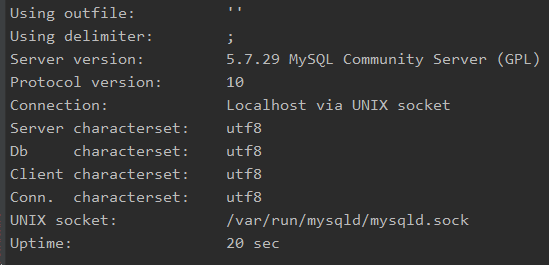 Using outfile: ''
Using delimiter: ;
Server version: 5.7.29 MySQL Community Server (GPL)
Protocol version: 10
Connection: Localhost via UNIX socket
Server characterset: utf8
Db characterset: utf8
Client characterset: utf8
Conn. characterset: utf8
UNIX socket: /var/run/mysqld/mysqld.sock
Uptime: 20 sec